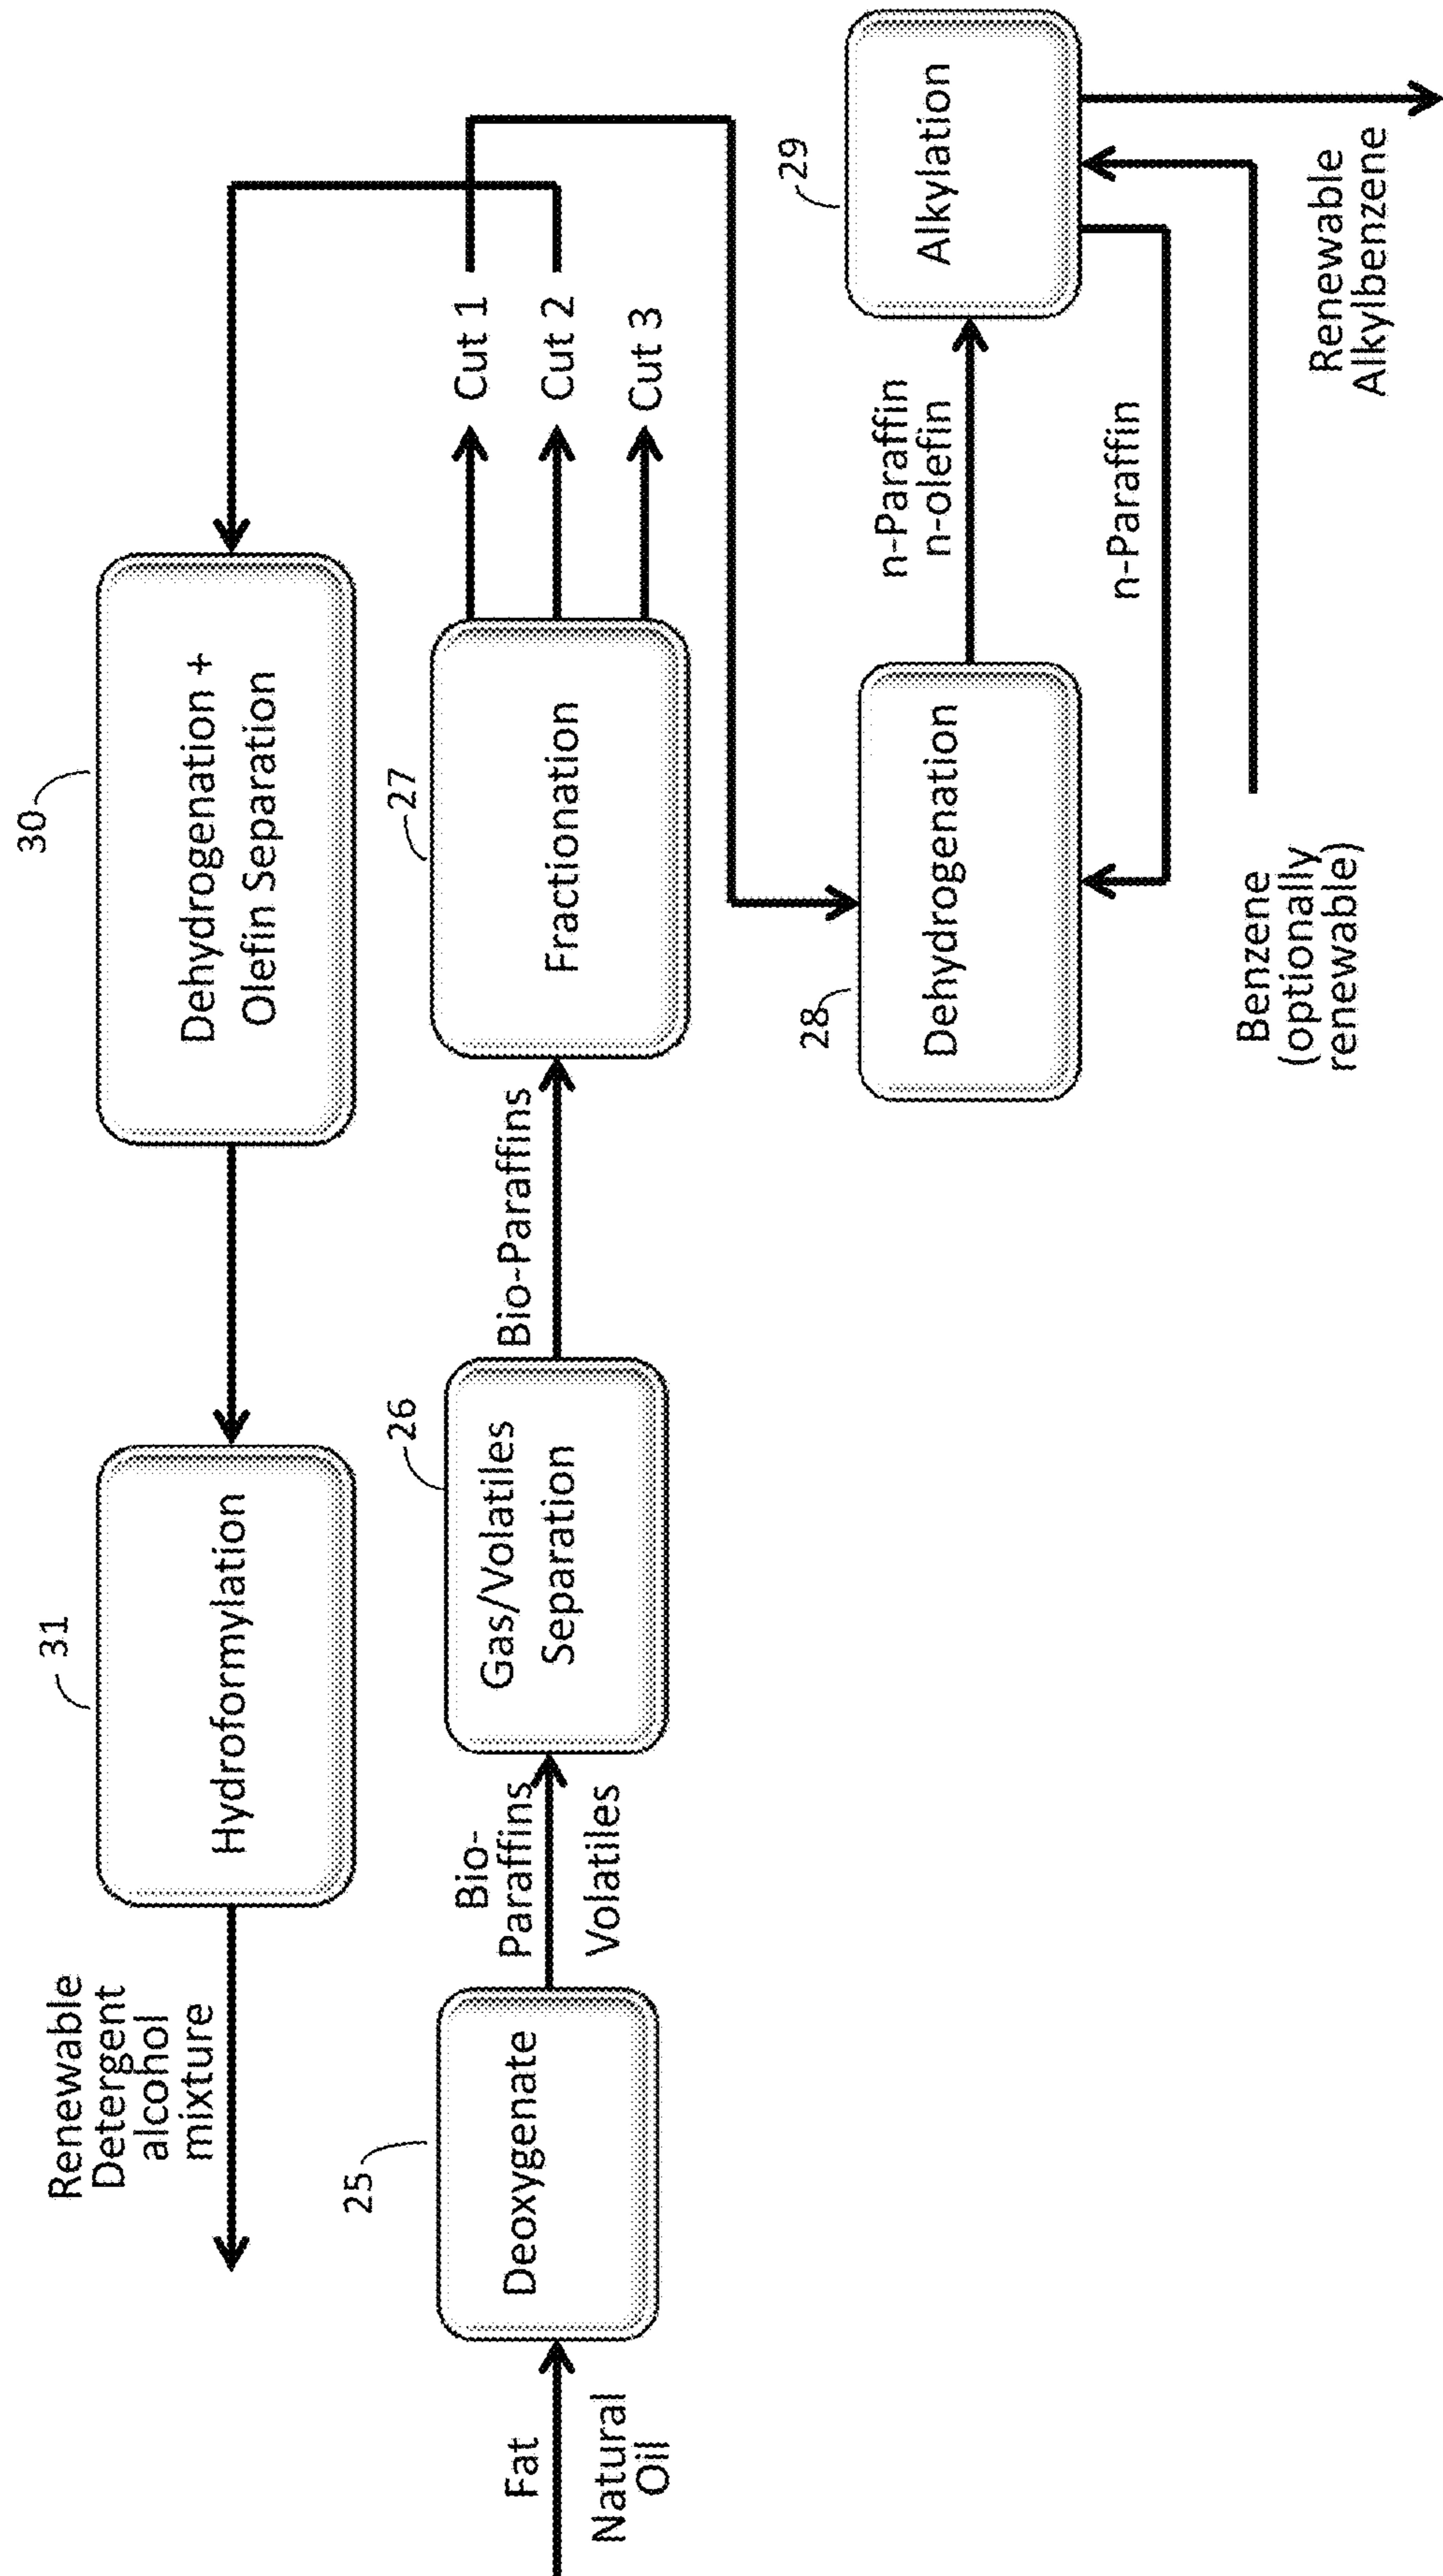 Renewable
Detergent
alcohol
mixture
31
Hydroformylation
30
Dehydrogenation +
Olefin Separation
Fat
Natural
Oil
25
Deoxygenate
Bio-
Paraffins
Volatiles
26
Gas/Volatiles
Separation
Bio-Paraffins
27
Fractionation
Cut 1
Cut 2
Cut 3
28
Dehydrogenation
n-Paraffin
n-olefin
29
Alkylation
n-Paraffin
Benzene
(optionally
renewable)
Renewable
Alkylbenzene